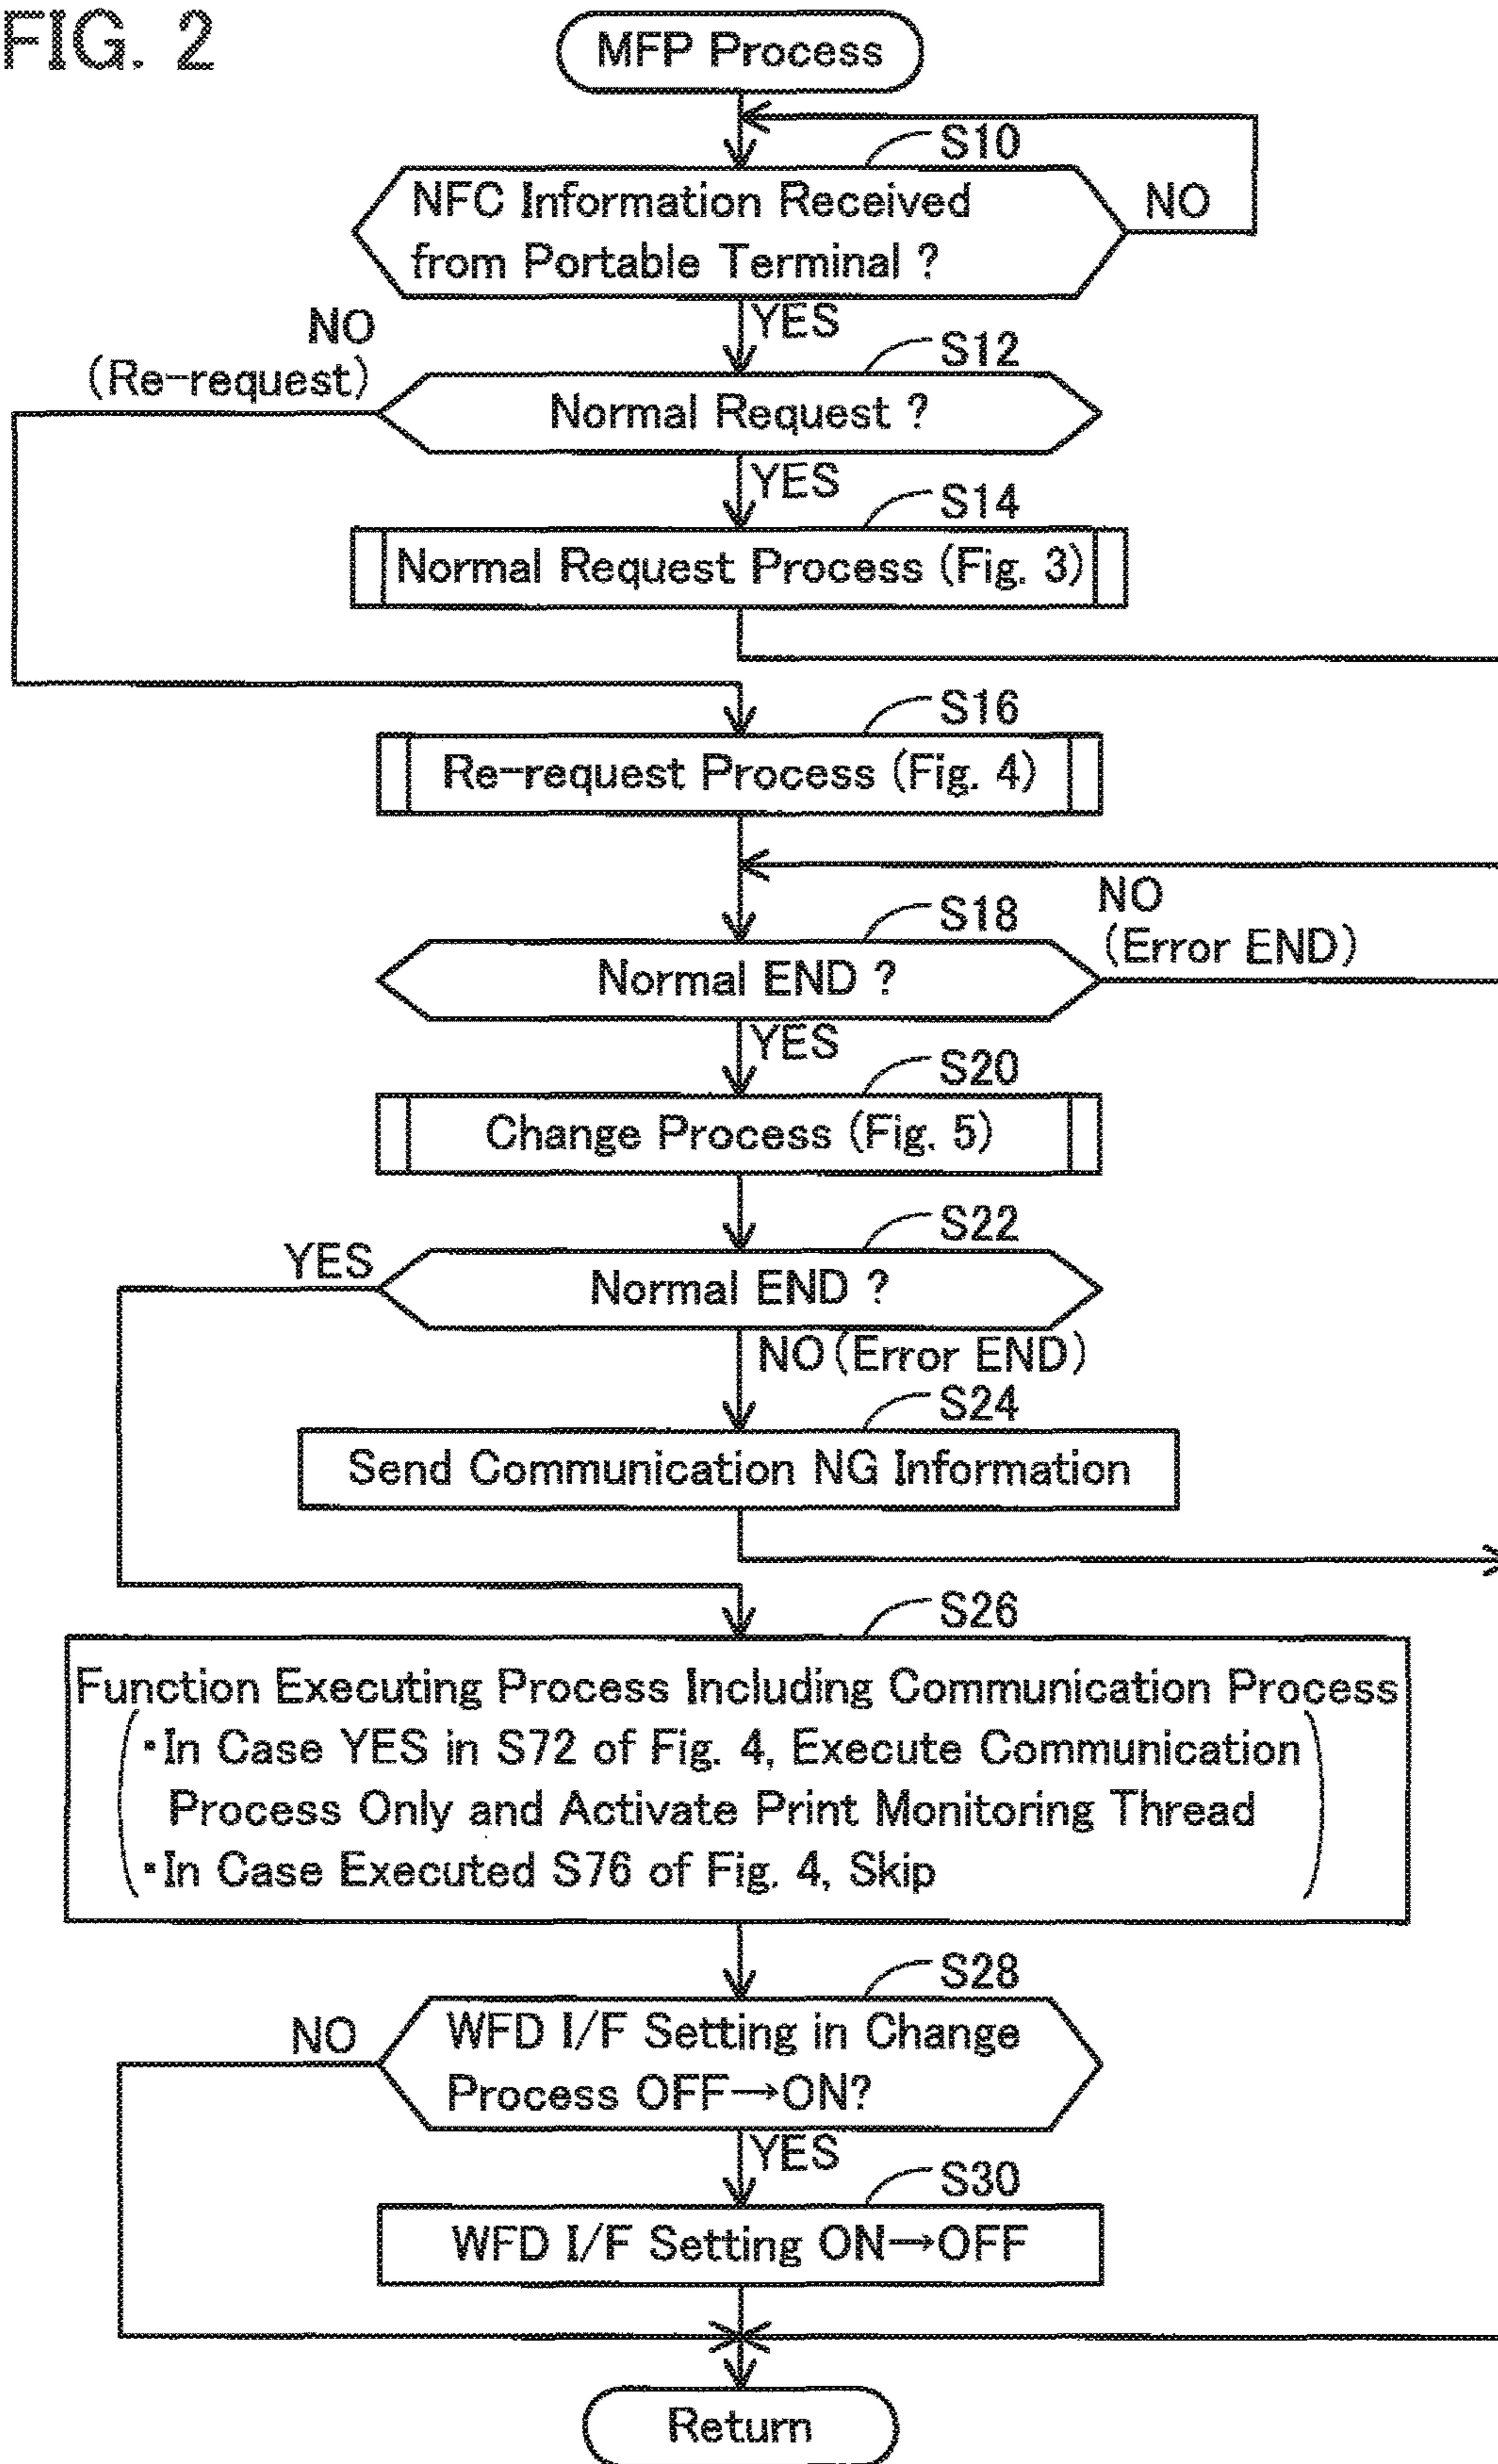 FIG. 2
MFP Process
S10
NFC Information Received
from Portable Terminal ?
NO
YES
NO
(Re-request)
S12
Normal Request ?
YES
S14
Normal Request Process (Fig. 3)
S16
Re-request Process (Fig. 4)
S18
NO
(Error END)
Normal END ?
YES
S20
Change Process (Fig. 5)
S22
YES
Normal END ?
NO (Error END)
S24
Send Communication NG Information
S26
Function Executing Process Including Communication Process
・In Case YES in S72 of Fig. 4, Execute Communication
Process Only and Activate Print Monitoring Thread
・In Case Executed S76 of Fig. 4, Skip
S28
NO
WFD I/F Setting in Change
Process OFF→ON?
YES
S30
WFD I/F Setting ON→OFF
Return